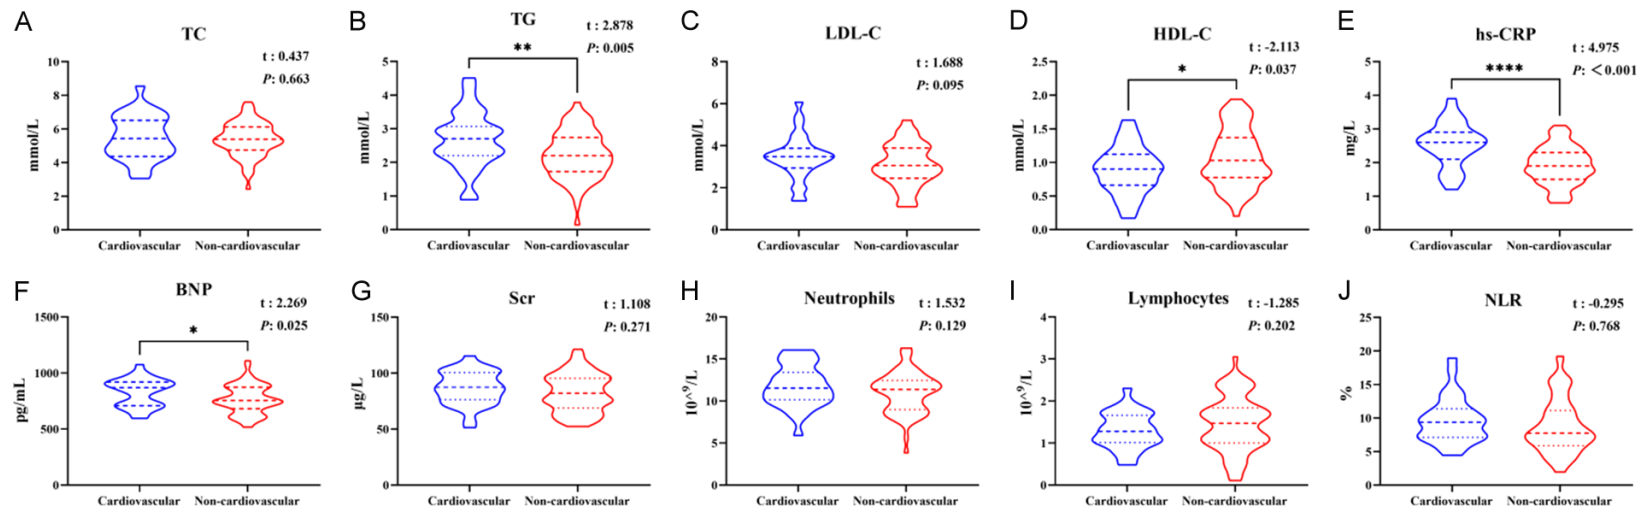 A
TC
t : 0.437
P: 0.663
mmol/L
10
8
6
4
2
0
Cardiovascular Non-cardiovascular
B
TG
t : 2.878
P: 0.005
**
mmol/L
5
4
3
2
1
0
Cardiovascular Non-cardiovascular
C
LDL-C
t : 1.688
P: 0.095
mmol/L
8
6
4
2
0
Cardiovascular Non-cardiovascular
D
HDL-C
t : -2.113
P: 0.037
*
mmol/L
2.5
2.0
1.5
1.0
0.5
0.0
Cardiovascular Non-cardiovascular
E
hs-CRP
t : 4.975
P: <0.001
****
mg/L
5
4
3
2
1
0
Cardiovascular Non-cardiovascular
F
BNP
t : 2.269
P: 0.025
*
pg/mL
1500
1000
500
0
Cardiovascular Non-cardiovascular
G
Scr
t : 1.108
P: 0.271
μg/L
150
100
50
0
Cardiovascular Non-cardiovascular
H
Neutrophils
t : 1.532
P: 0.129
10^9/L
20
15
10
5
0
Cardiovascular Non-cardiovascular
I
Lymphocytes
t : -1.285
P: 0.202
10^9/L
4
3
2
1
0
Cardiovascular Non-cardiovascular
J
NLR
t : -0.295
P: 0.768
%
25
20
15
10
5
0
Cardiovascular Non-cardiovascular